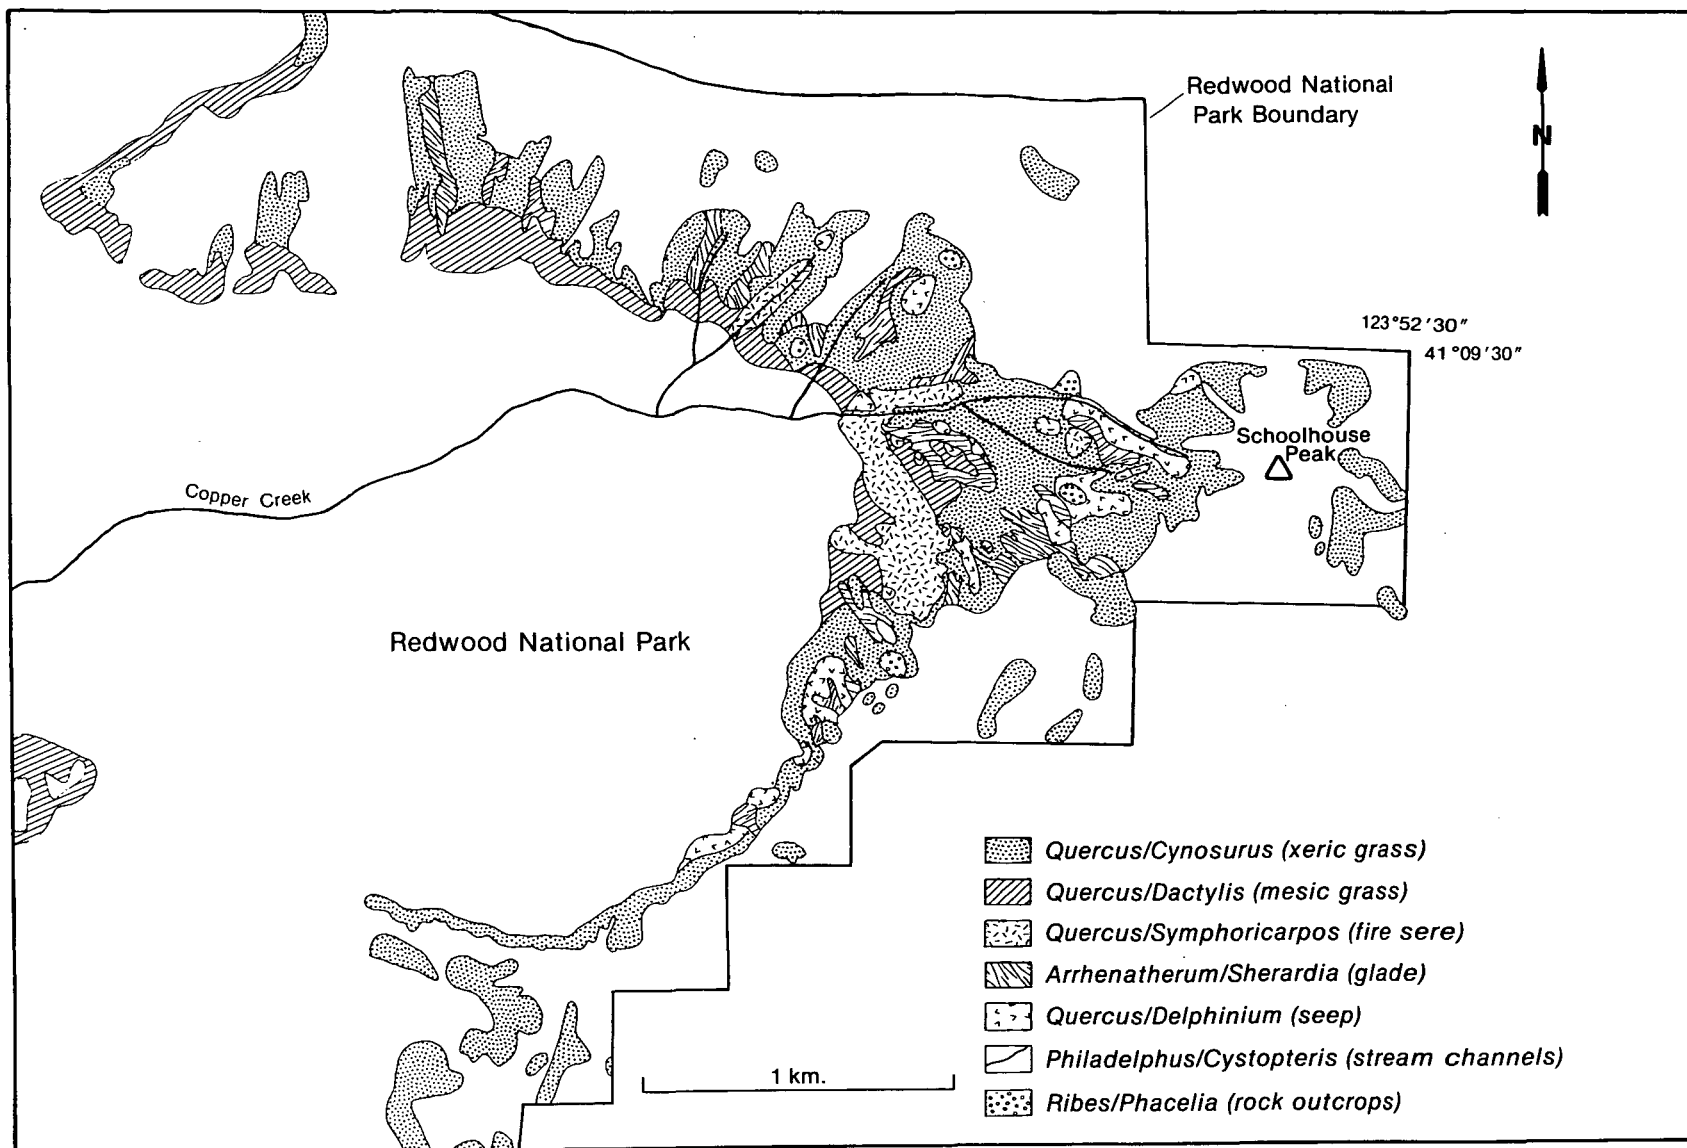 Redwood National
Park Boundary
N
123°52'30"
41°09'30"
Schoolhouse
Peak
Copper Creek
Redwood National Park
Quercus/Cynosurus (xeric grass)
Quercus/Dactylis (mesic grass)
Quercus/Symphoricarpos (fire sere)
Arrhenatherum/Sherardia (glade)
Quercus/Delphinium (seep)
1 km.
Philadelphus/Cystopteris (stream channels)
Ribes/Phacelia (rock outcrops)